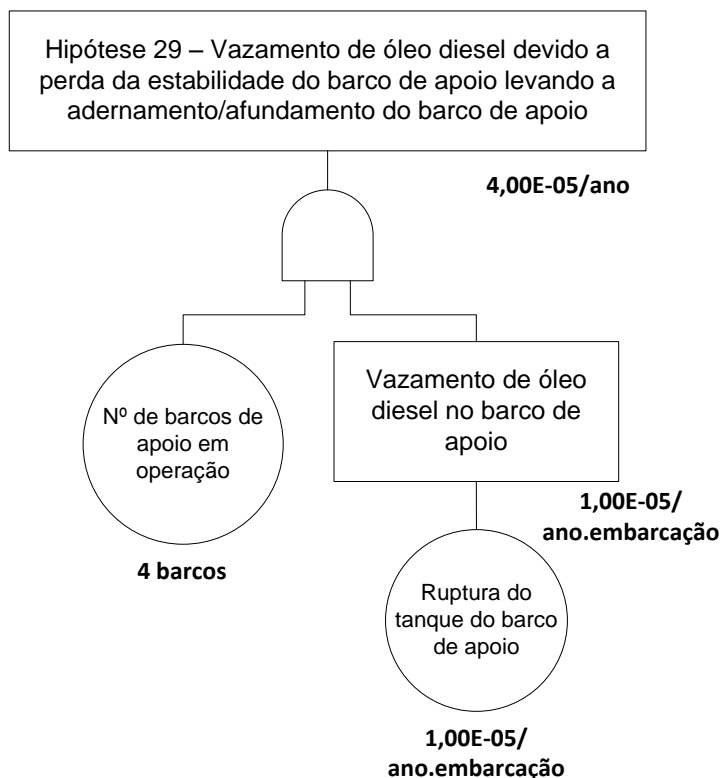 Hipótese 29 – Vazamento de óleo diesel devido a
perda da estabilidade do barco de apoio levando a
adernamento/afundamento do barco de apoio
4,00E-05/ano
Nº de barcos de
apoio em
operação
4 barcos
Vazamento de óleo
diesel no barco de
apoio
1,00E-05/
ano.embarcação
Ruptura do
tanque do barco
de apoio
1,00E-05/
ano.embarcação